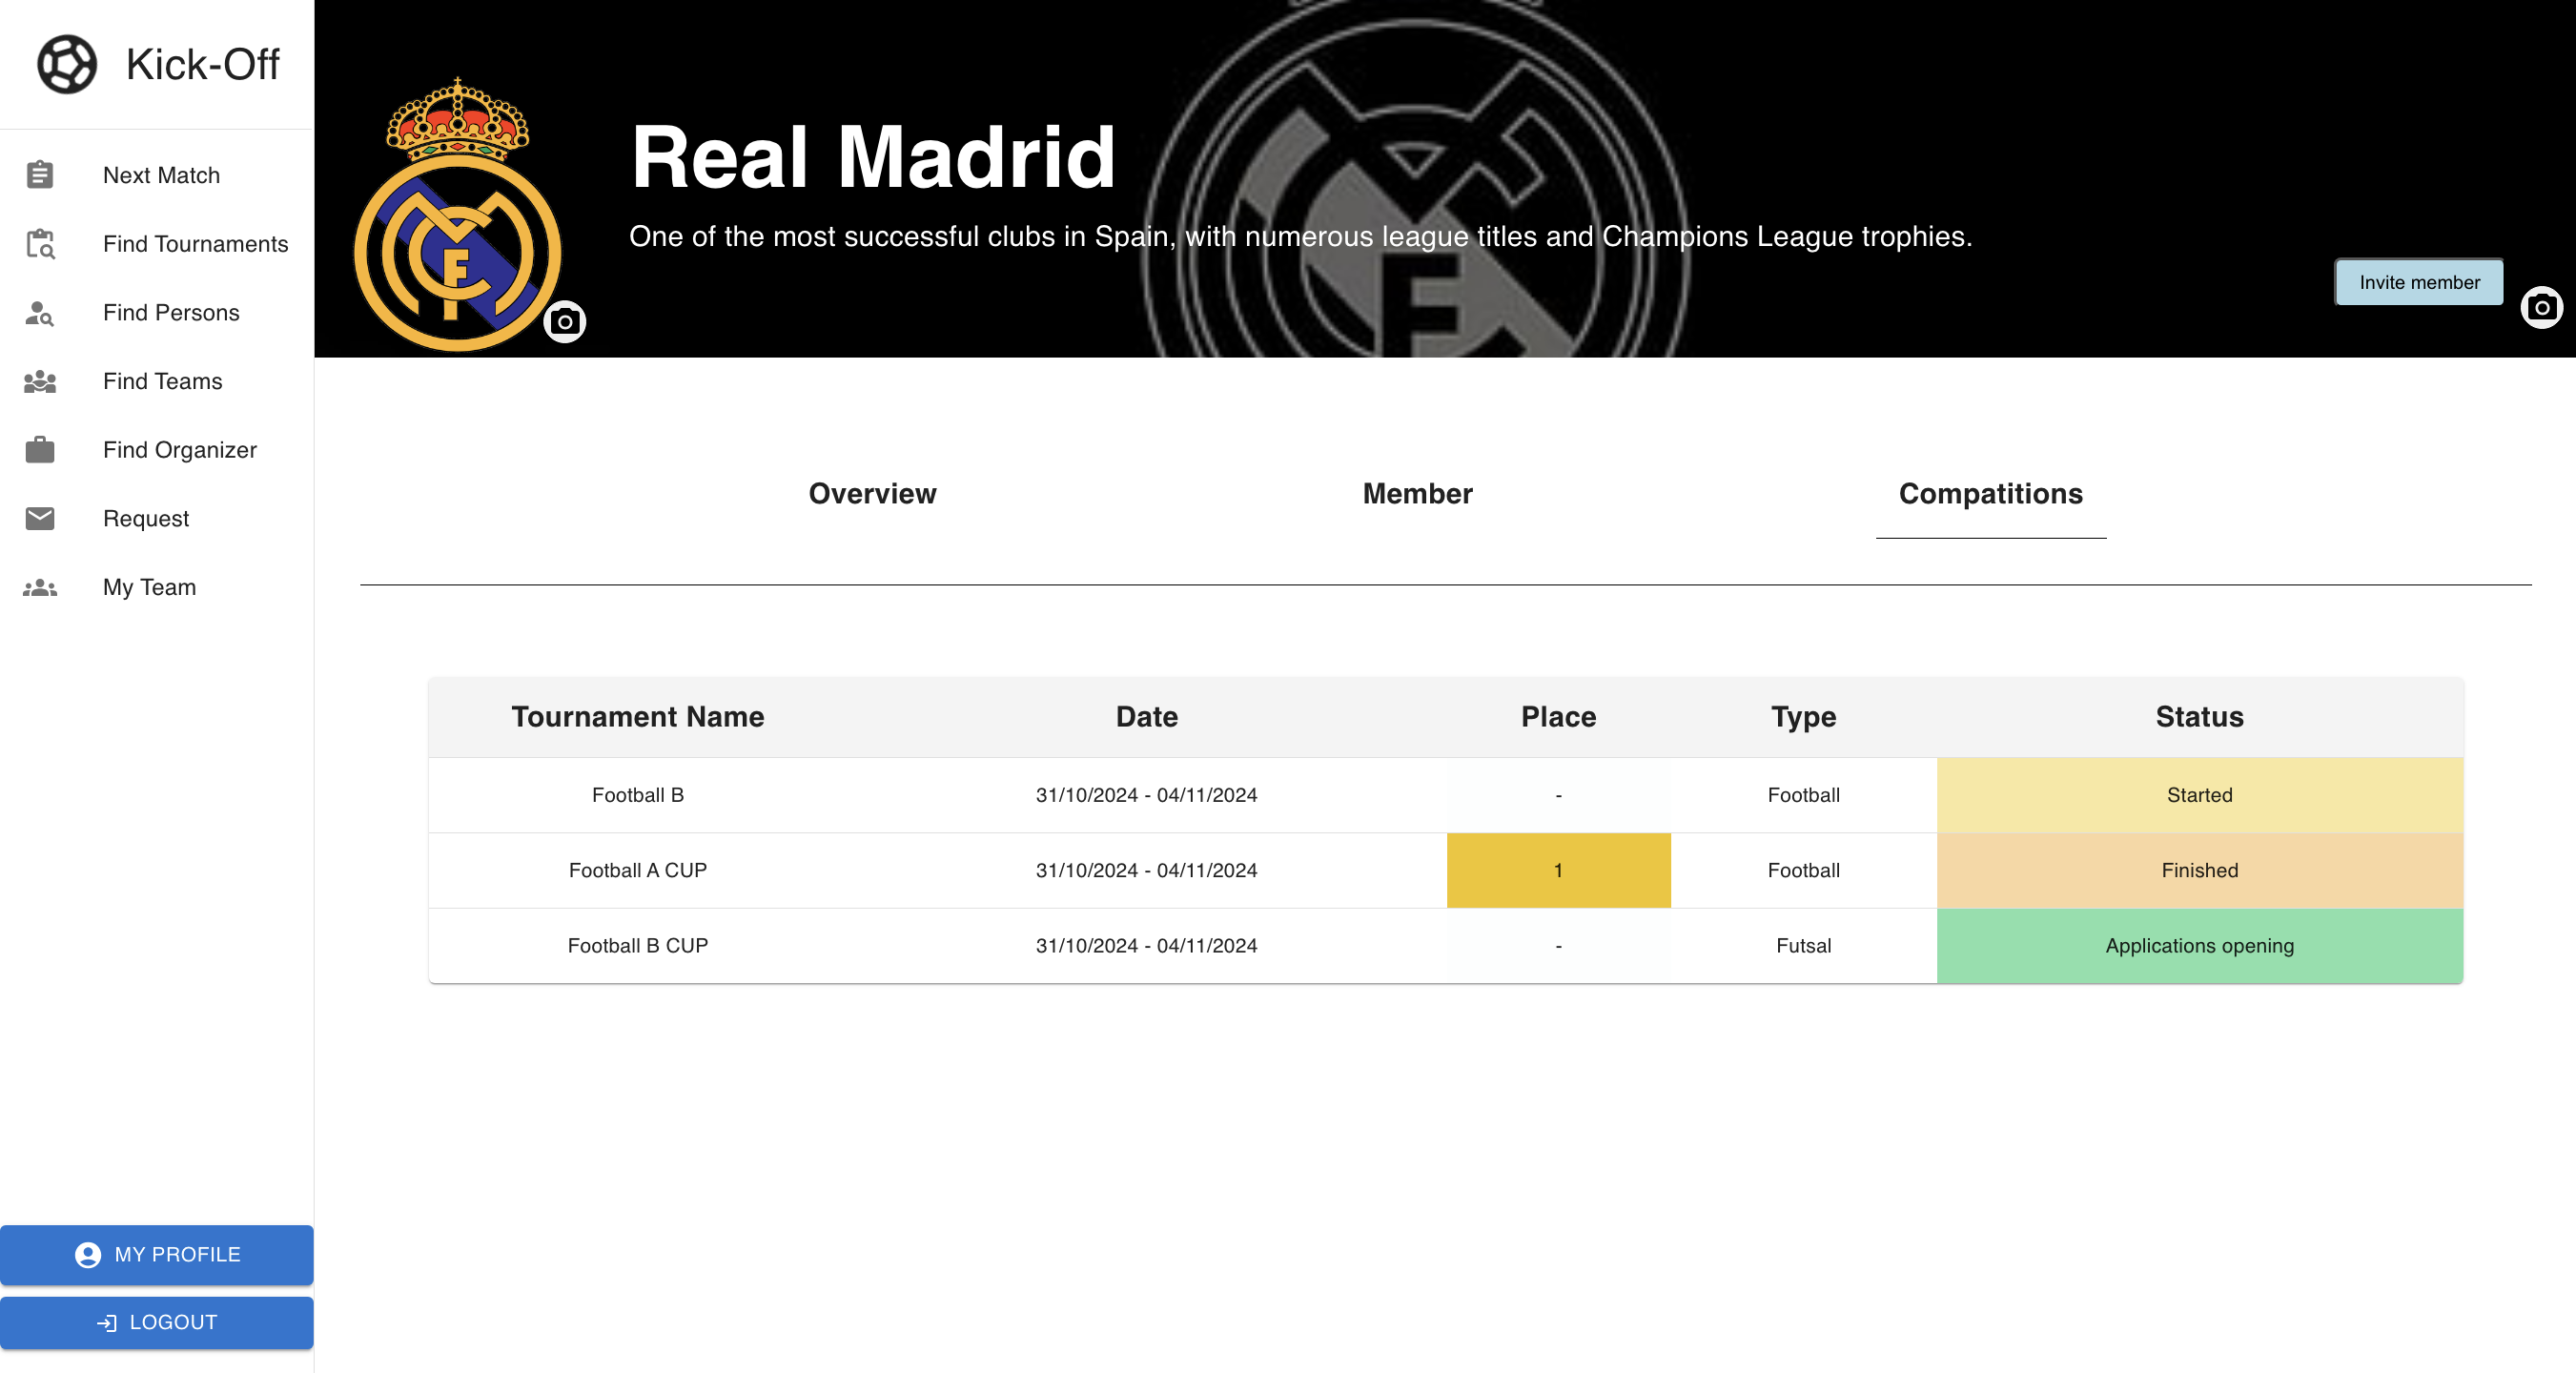 Kick-Off
Next Match
Find Tournaments
Find Persons
Find Teams
Find Organizer
Request
My Team
MY PROFILE
LOGOUT
Real Madrid
One of the most successful clubs in Spain, with numerous league titles and Champions League trophies.
Invite member
Overview Member Compatitions
Tournament Name Date Place Type Status
Football B 31/10/2024 - 04/11/2024 - Football Started
Football A CUP 31/10/2024 - 04/11/2024 1 Football Finished
Football B CUP 31/10/2024 - 04/11/2024 - Futsal Applications opening